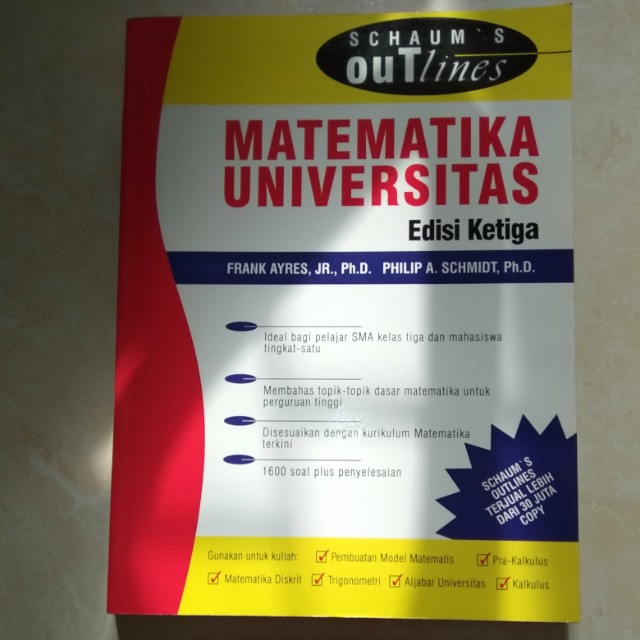 SCHAUM`S
ouTlines
MATEMATIKA
UNIVERSITAS
Edisi Ketiga
FRANK AYRES, JR., Ph.D. PHILIP A. SCHMIDT, Ph.D.
Ideal bagi pelajar SMA kelas tiga dan mahasiswa
tingkat-satu
Membahas topik-topik dasar matematika untuk
perguruan tinggi
Disesuaikan dengan kurikulum Matematika
terkini
1600 soal plus penyelesaian
SCHAUM`S
OUTLINES
TERJUAL LEBIH
DARI 30 JUTA
COPY
Gunakan untuk kuliah: Pembuatan Model Matematis Pra-Kalkulus
Matematika Diskrit Trigonometri Aljabar Universitas Kalkulus